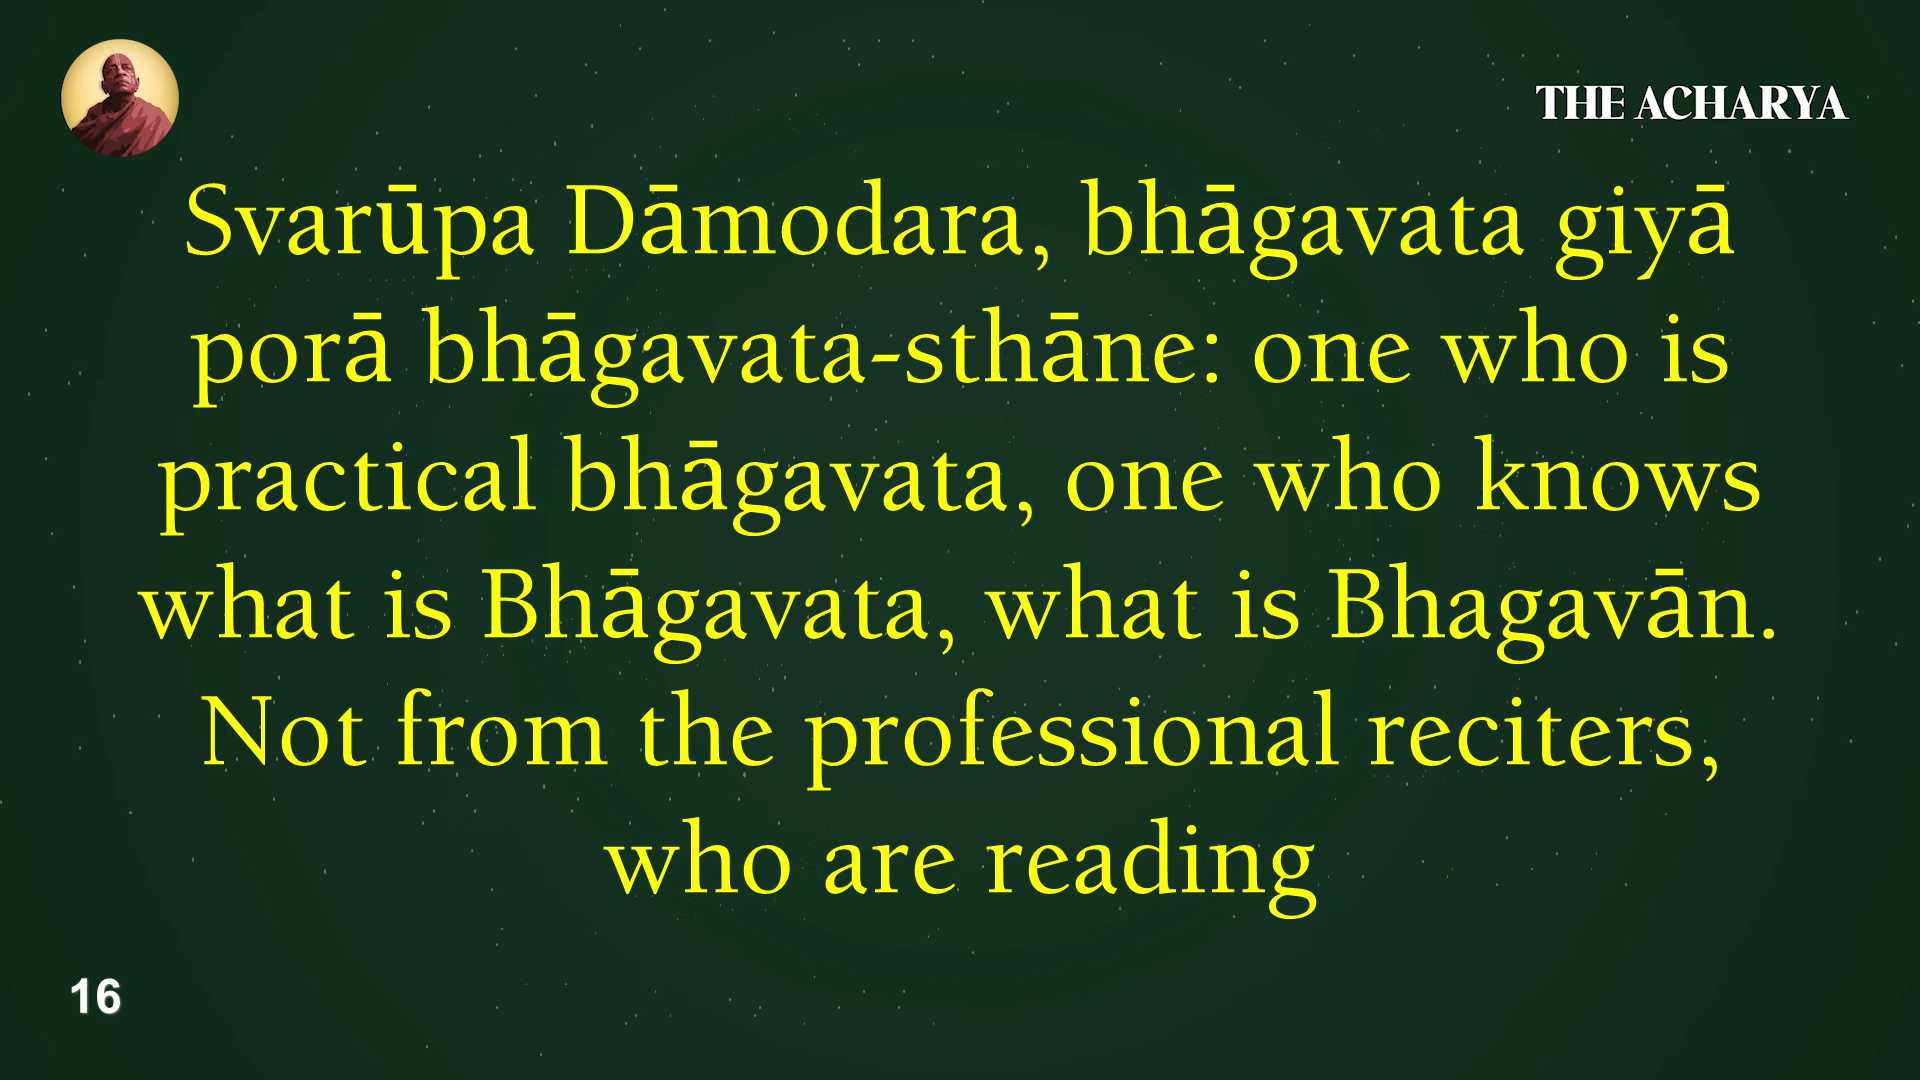 THE ACHARYA
Svarūpa Dāmodara, bhāgavata giyā
porā bhāgavata-sthāne: one who is
practical bhāgavata, one who knows
what is Bhāgavata, what is Bhagavān.
Not from the professional reciters,
who are reading
16